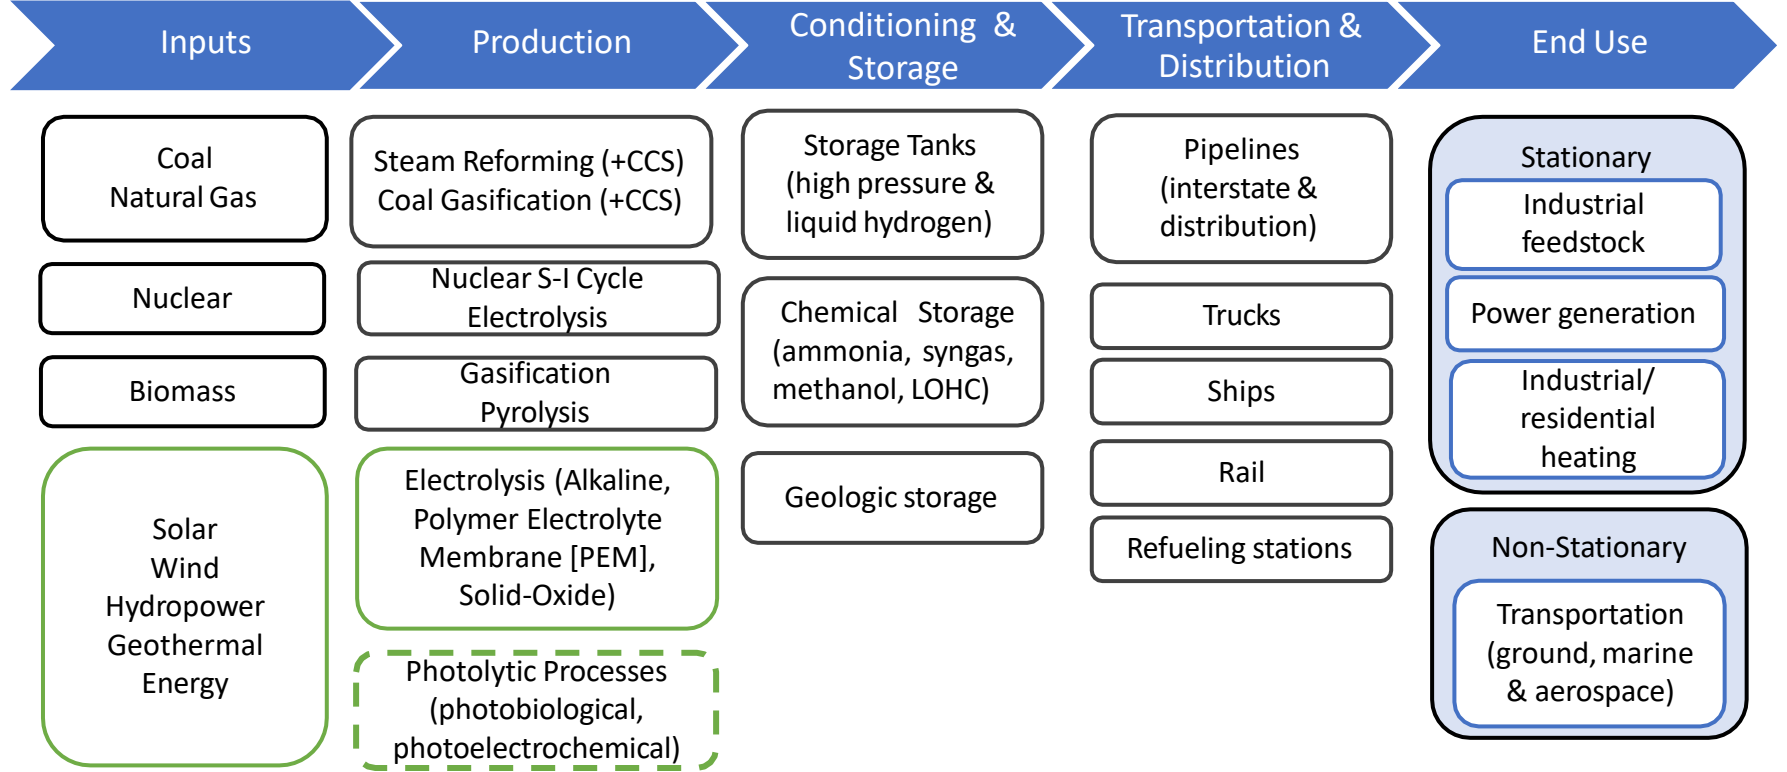 Inputs
Production
Conditioning &
Storage
Transportation &
Distribution
End Use
Coal
Natural Gas
Nuclear
Biomass
Solar
Wind
Hydropower
Geothermal
Energy
Steam Reforming (+CCS)
Coal Gasification (+CCS)
Nuclear S-I Cycle
Electrolysis
Gasification
Pyrolysis
Electrolysis (Alkaline,
Polymer Electrolyte
Membrane [PEM],
Solid-Oxide)
Photolytic Processes
(photobiological,
photoelectrochemical)
Storage Tanks
(high pressure &
liquid hydrogen)
Chemical Storage
(ammonia, syngas,
methanol, LOHC)
Geologic storage
Pipelines
(interstate &
distribution)
Trucks
Ships
Rail
Refueling stations
Stationary
Industrial
feedstock
Power generation
Industrial/
residential
heating
Non-Stationary
Transportation
(ground, marine
& aerospace)